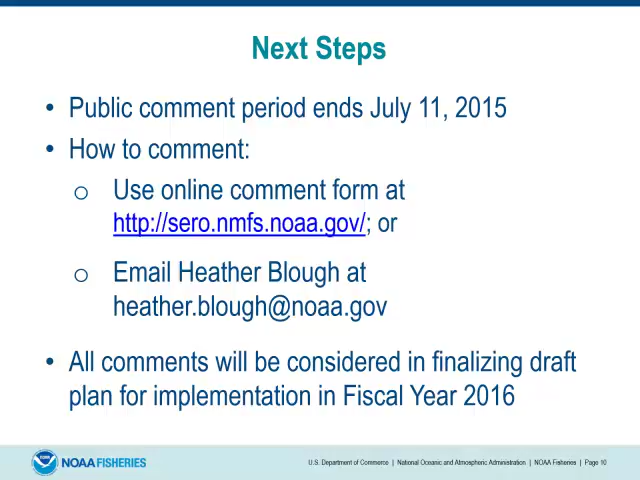 Next Steps
• Public comment period ends July 11, 2015
• How to comment:
o Use online comment form at
http://sero.nmfs.noaa.gov/; or
o Email Heather Blough at
heather.blough@noaa.gov
• All comments will be considered in finalizing draft
plan for implementation in Fiscal Year 2016
NOAA FISHERIES
U.S. Department of Commerce | National Oceanic and Atmospheric Administration | NOAA Fisheries | Page 10